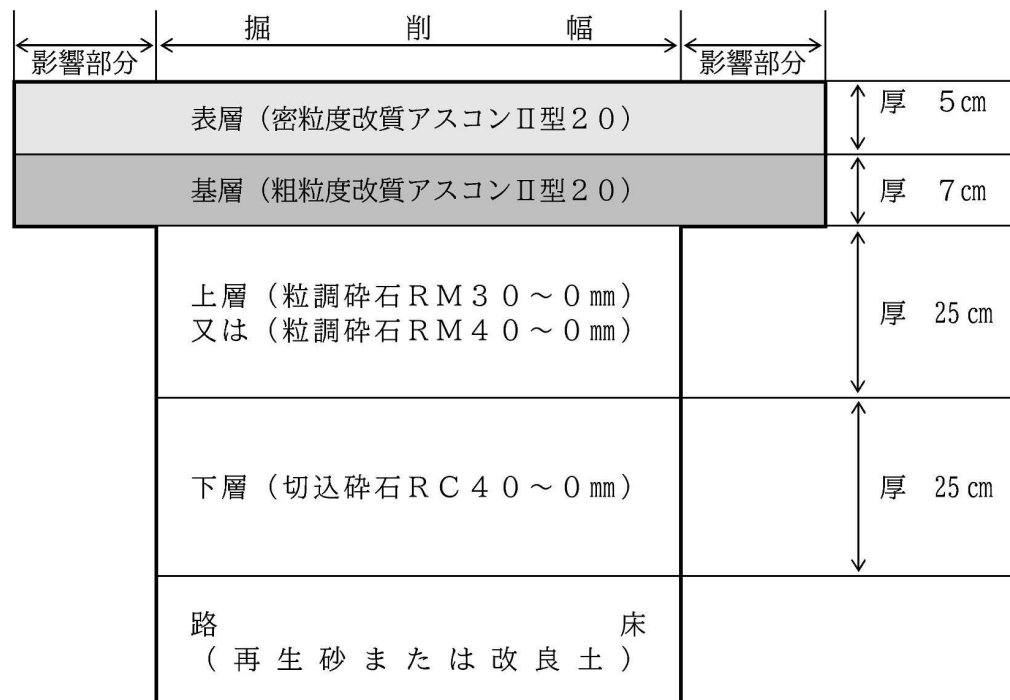 掘削幅
影響部分
影響部分
表層（密粒度改質アスコンⅡ型２０）
厚 5㎝
基層（粗粒度改質アスコンⅡ型２０）
厚 7㎝
上層（粒調砕石ＲＭ３０～０㎜）
又は（粒調砕石ＲＭ４０～０㎜）
厚 25㎝
下層（切込砕石ＲＣ４０～０㎜）
厚 25㎝
路床
（再生砂または改良土）